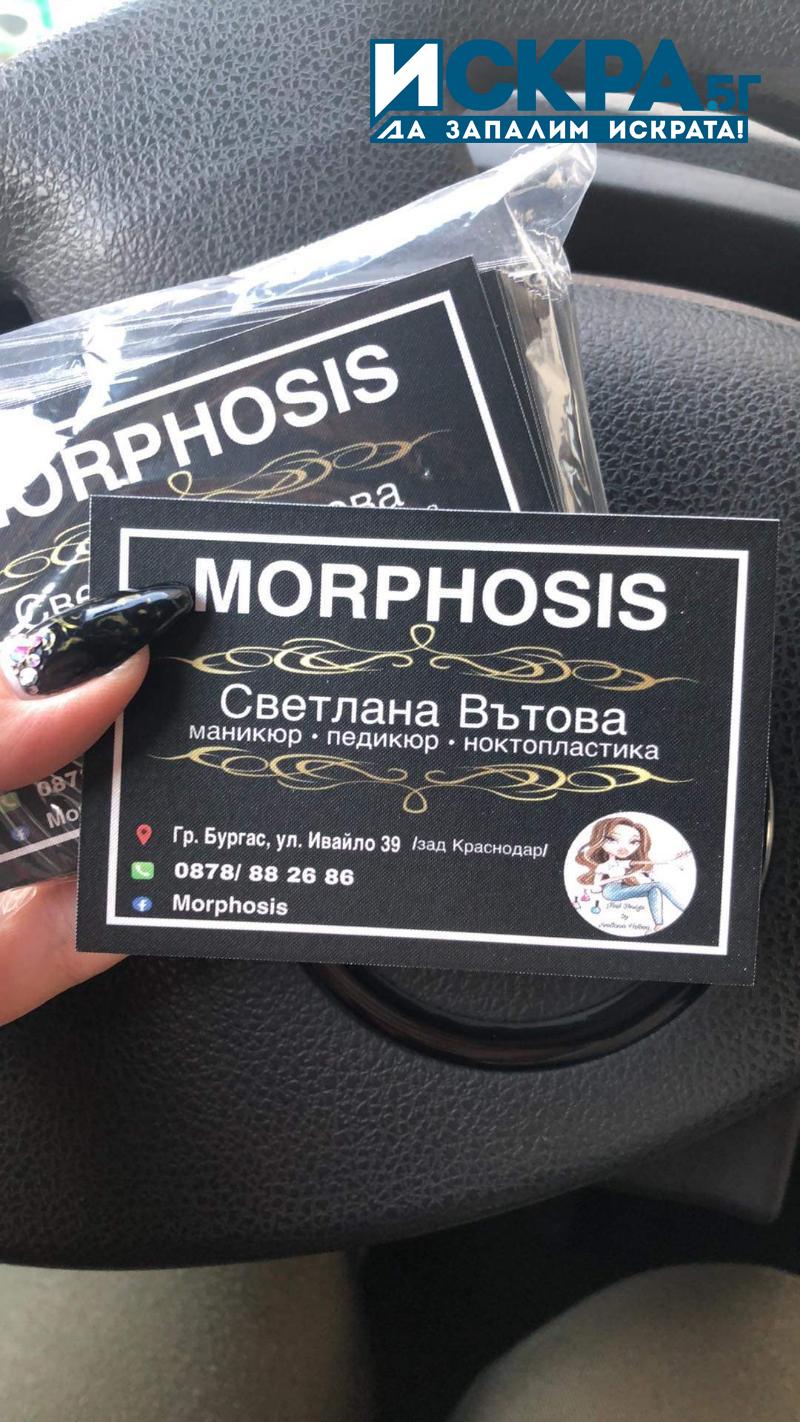 ИСКРА.бг
ДА ЗАПАЛИМ ИСКРАТА!
MORPHOSIS
MORPHOSIS
Светлана Вътова
маникюр • педикюр • ноктопластика
Гр. Бургас, ул. Ивайло 39 /зад Краснодар/
0878/ 88 26 86
Morphosis